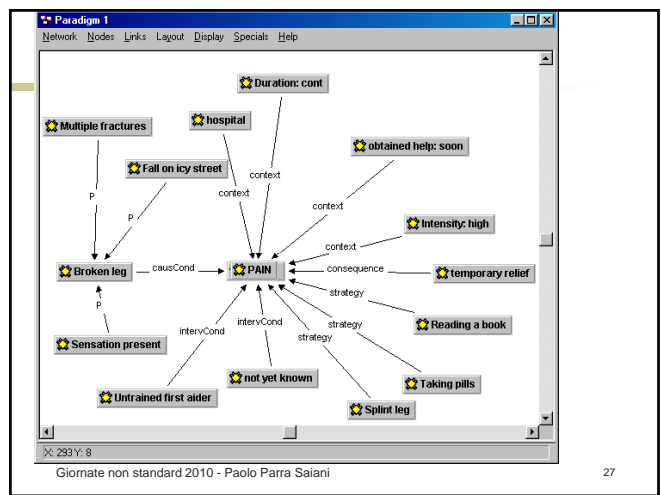 Paradigm 1
Network Nodes Links Layout Display Specials Help
Duration: cont
Multiple fractures
hospital
obtained help: soon
Fall on icy street
context
context
context
P
P
Intensity: high
context
Broken leg
causCond
PAIN
consequence
temporary relief
strategy
P
Reading a book
intervCond
intervCond
strategy
strategy
Sensation present
not yet known
Taking pills
Untrained first aider
Splint leg
X: 293 Y: 8
Giornate non standard 2010 - Paolo Parra Saiani
27